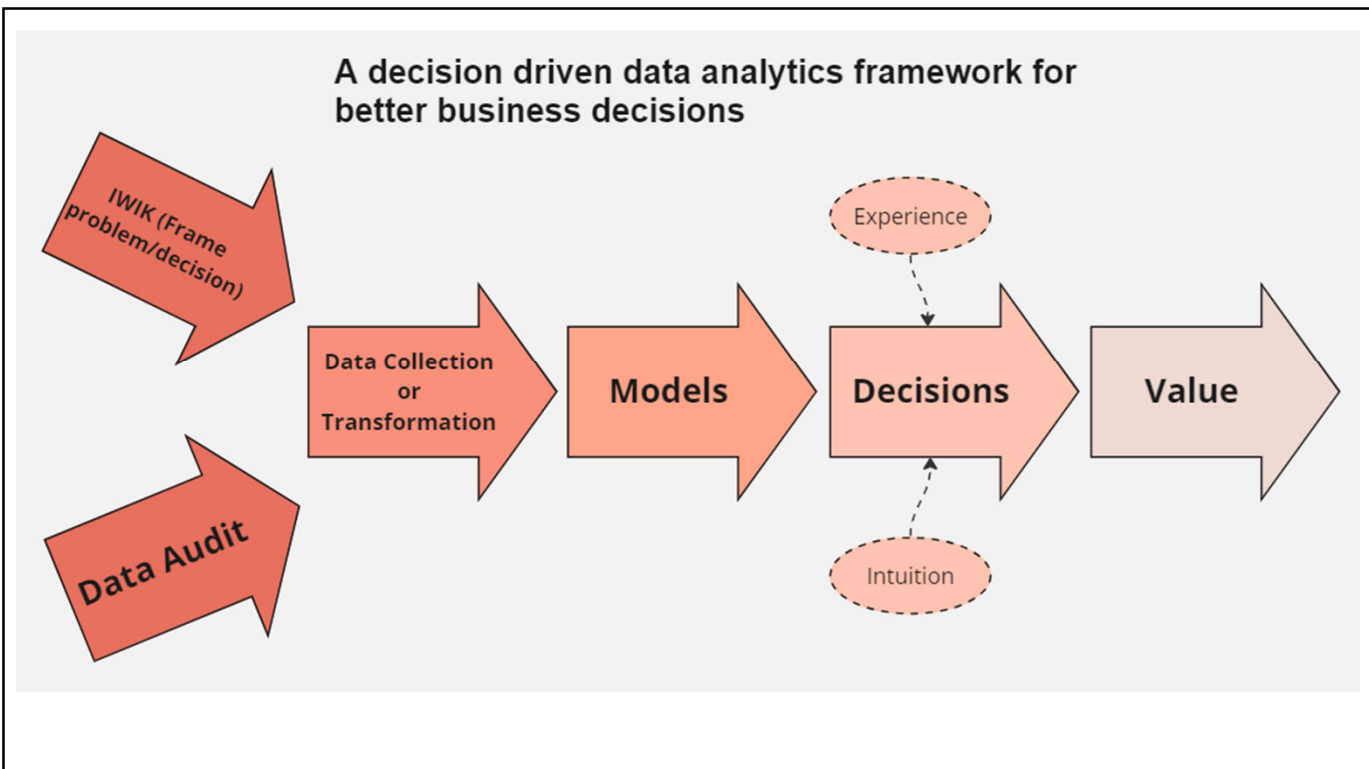 A decision driven data analytics framework for
better business decisions
IWIK (Frame
problem/decision)
Data Audit
Data Collection
or
Transformation
Models
Experience
Decisions
Intuition
Value